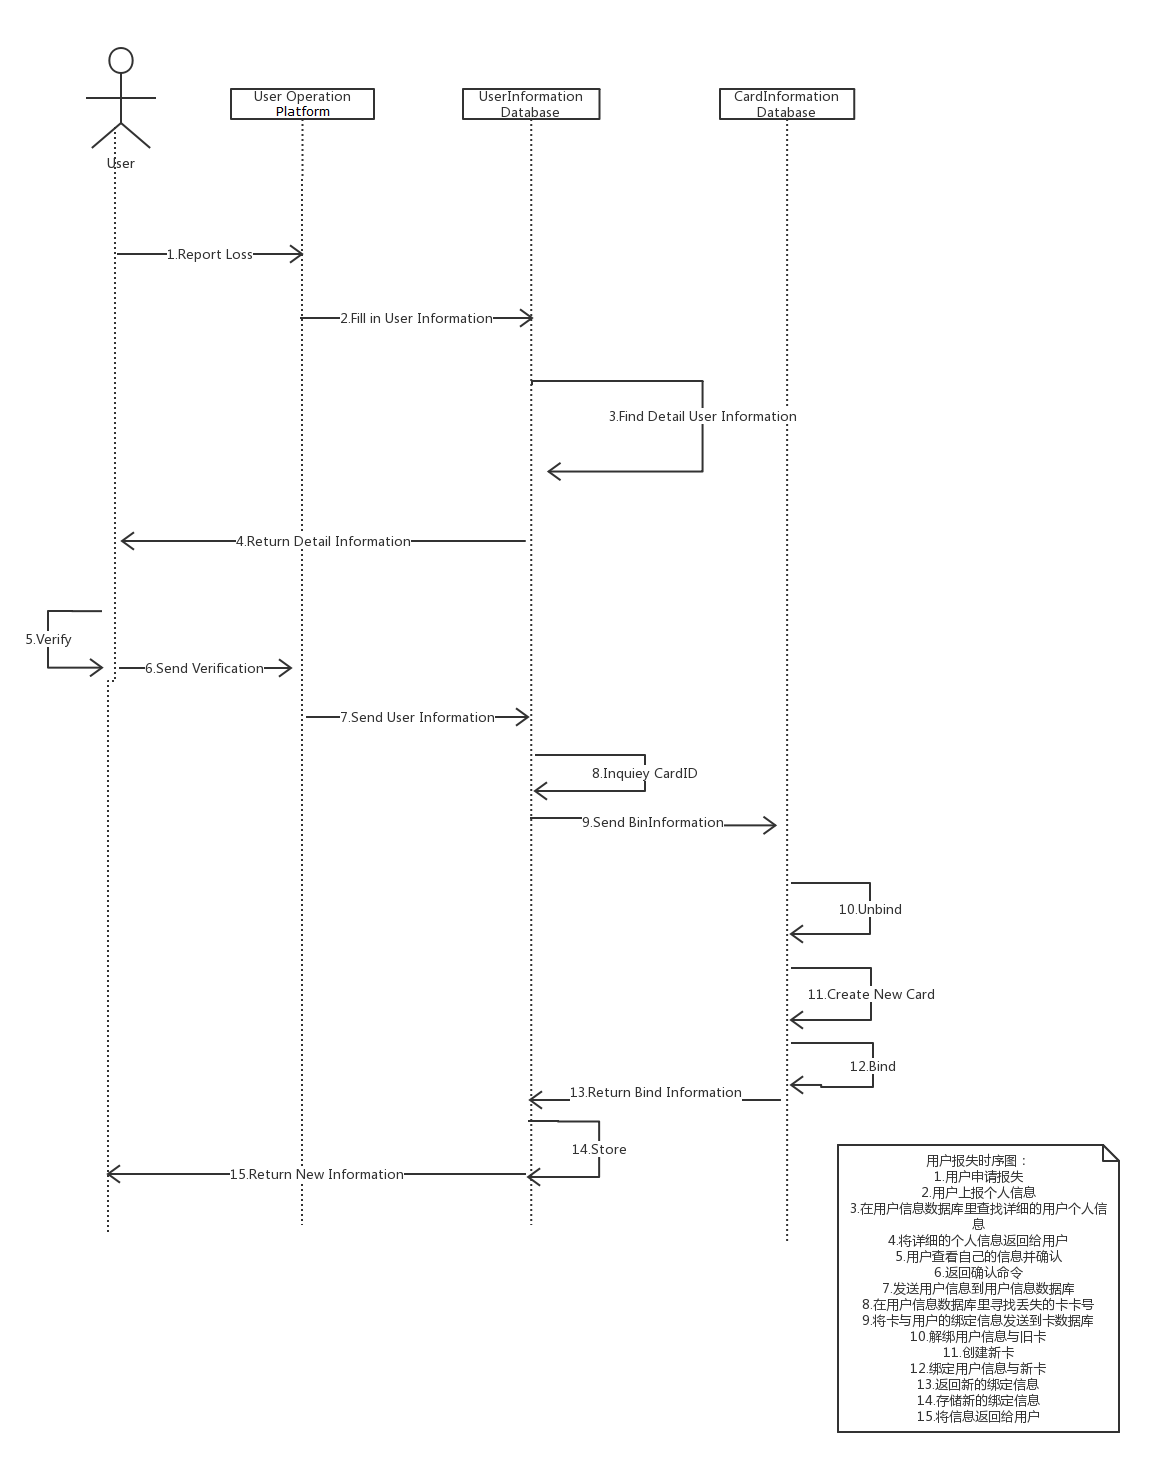 User Operation
Platform
UserInformation
Database
CardInformation
Database
User
1.Report Loss
2.Fill in User Information
3.Find Detail User Information
4.Return Detail Information
5.Verify
6.Send Verification
7.Send User Information
8.Inquiey CardID
9.Send BinInformation
10.Unbind
11.Create New Card
12.Bind
13.Return Bind Information
14.Store
15.Return New Information
用户报失时序图：
1.用户申请报失
2.用户上报个人信息
3.在用户信息数据库里查找详细的用户个人信
息
4.将详细的个人信息返回给用户
5.用户查看自己的信息并确认
6.返回确认命令
7.发送用户信息到用户信息数据库
8.在用户信息数据库里寻找丢失的卡卡号
9.将卡与用户的绑定信息发送到卡数据库
10.解绑用户信息与旧卡
11.创建新卡
12.绑定用户信息与新卡
13.返回新的绑定信息
14.存储新的绑定信息
15.将信息返回给用户